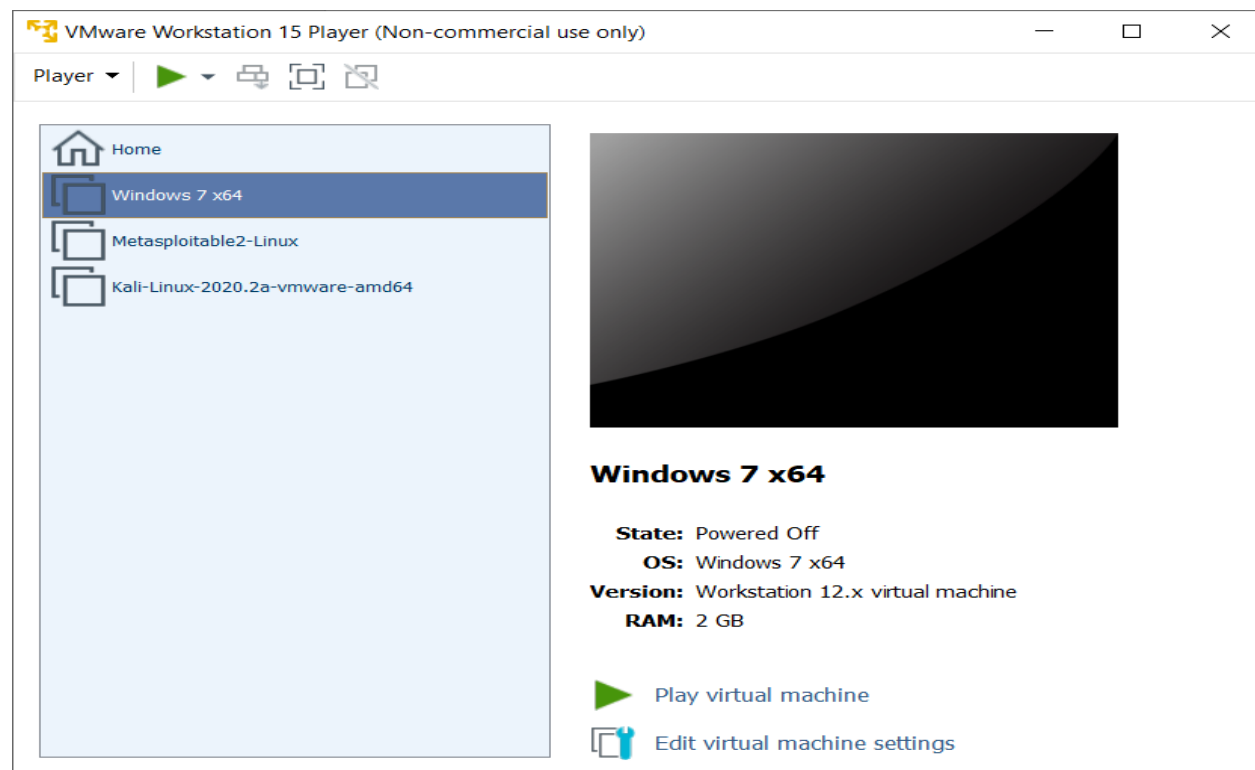 VMware Workstation 15 Player (Non-commercial use only)
Player
Home
Windows 7 x64
Metasploitable2-Linux
Kali-Linux-2020.2a-vmware-amd64
Windows 7 x64
State: Powered Off
OS: Windows 7 x64
Version: Workstation 12.x virtual machine
RAM: 2 GB
Play virtual machine
Edit virtual machine settings